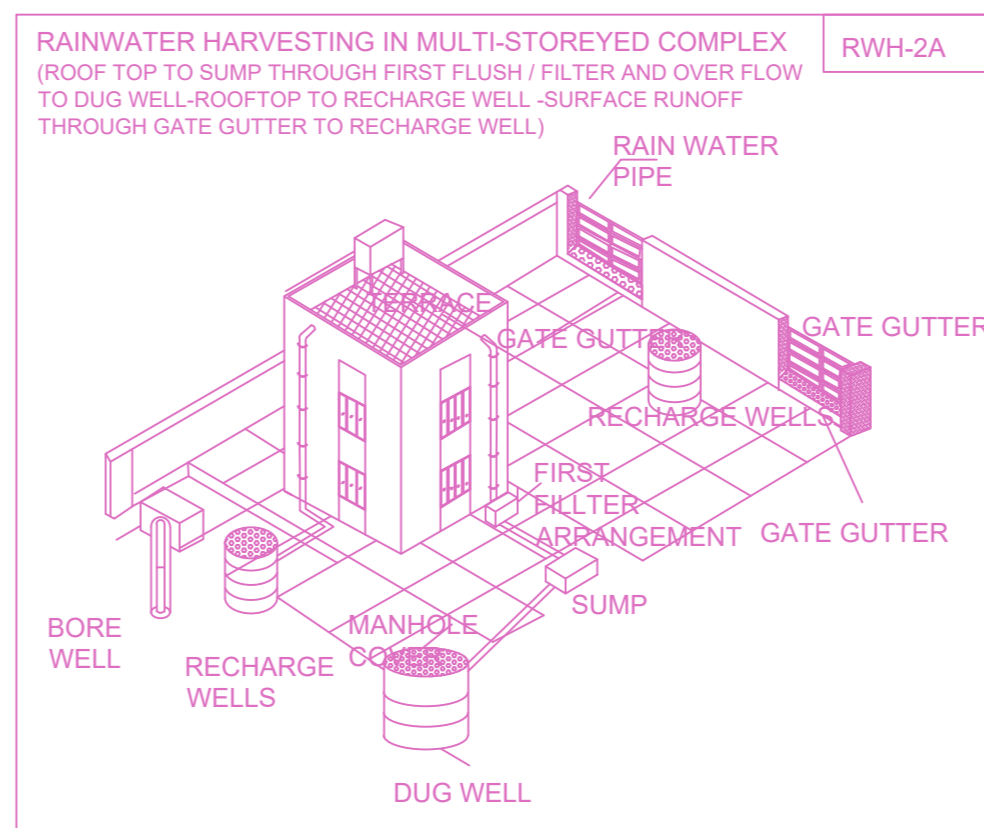 RAINWATER HARVESTING IN MULTI-STOREYED COMPLEX
RWH-2A
(ROOF TOP TO SUMP THROUGH FIRST FLUSH / FILTER AND OVER FLOW
TO DUG WELL-ROOFTOP TO RECHARGE WELL -SURFACE RUNOFF
THROUGH GATE GUTTER TO RECHARGE WELL)
RAIN WATER
PIPE
TERRACE
GATE GUTTER
GATE GUTTER
RECHARGE WELLS
FIRST
FILLTER
ARRANGEMENT
GATE GUTTER
SUMP
BORE
WELL
MANHOLE
COVER
RECHARGE
WELLS
DUG WELL